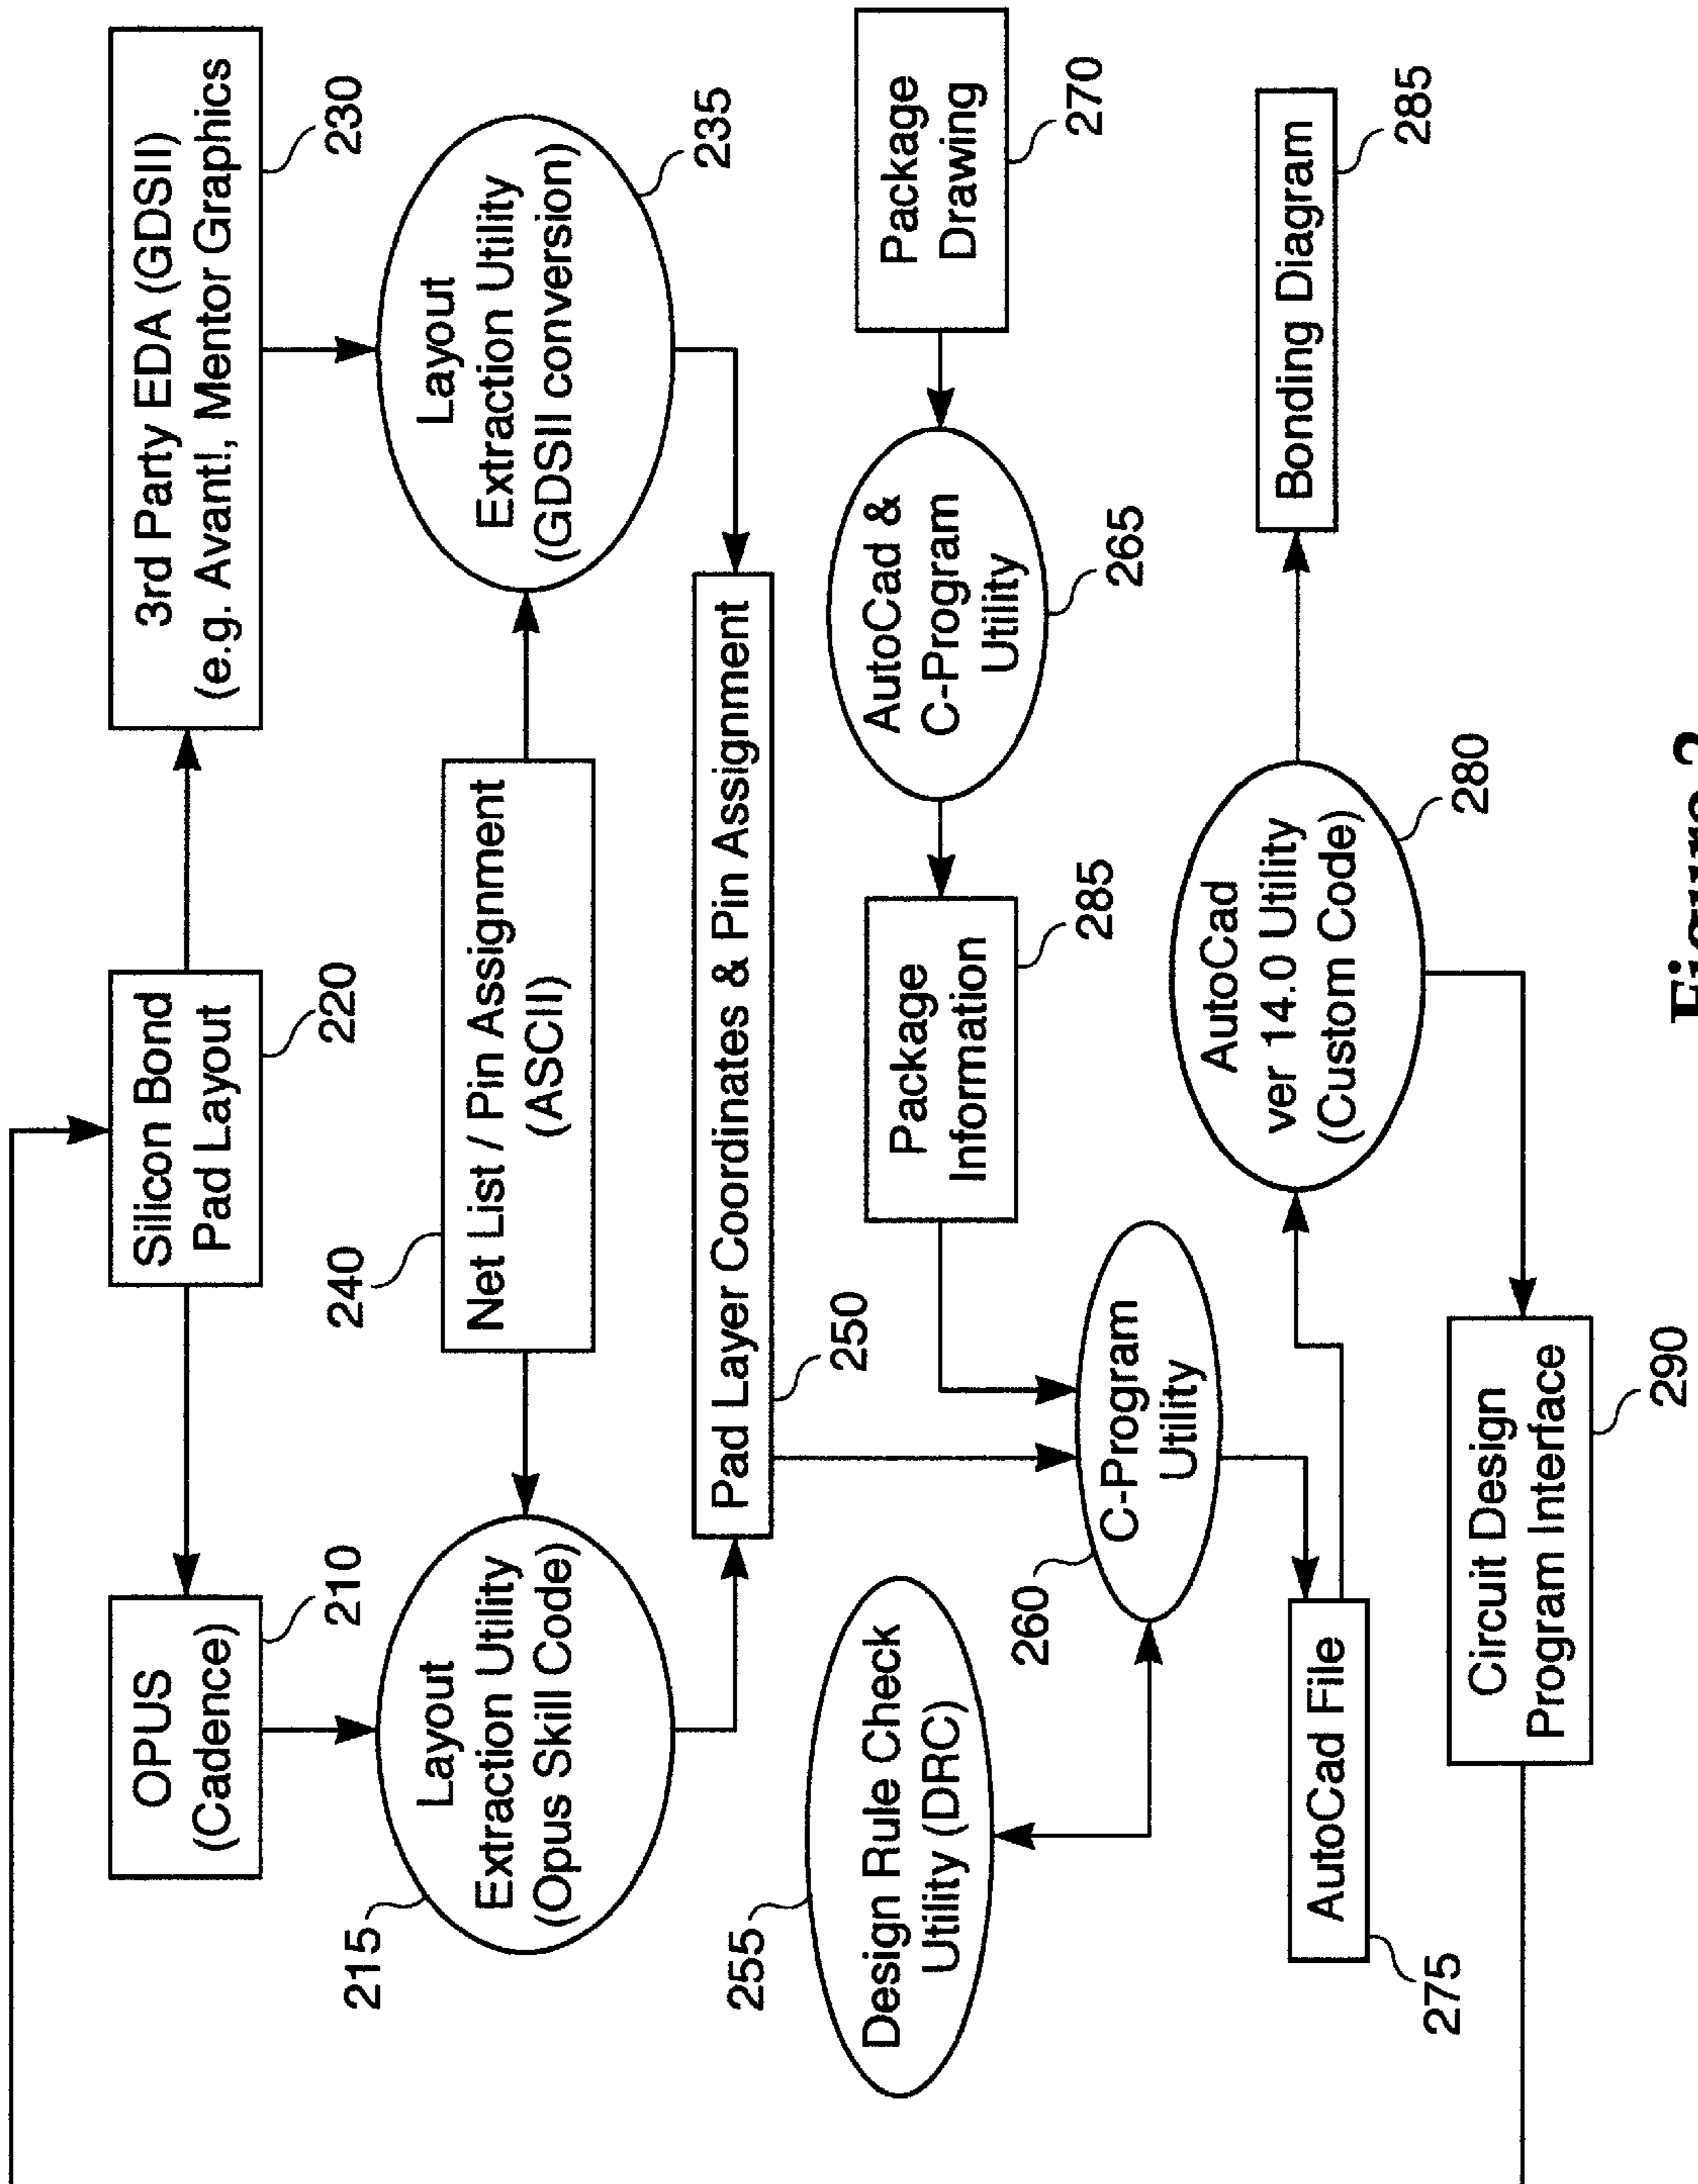 OPUS
(Cadence)
210
Silicon Bond
Pad Layout
220
3rd Party EDA (GDSII)
(e.g. Avant!, Mentor Graphics
230
215
Layout
Extraction Utility
(Opus Skill Code)
240
Net List / Pin Assignment
(ASCII)
Layout
Extraction Utility
(GDSII conversion)
235
Pad Layer Coordinates & Pin Assignment
250
255
Design Rule Check
Utility (DRC)
Package
Information
285
AutoCad &
C-Program
Utility
265
Package
Drawing
270
260
C-Program
Utility
AutoCad File
275
AutoCad
ver 14.0 Utility
(Custom Code)
280
Bonding Diagram
285
Circuit Design
Program Interface
290